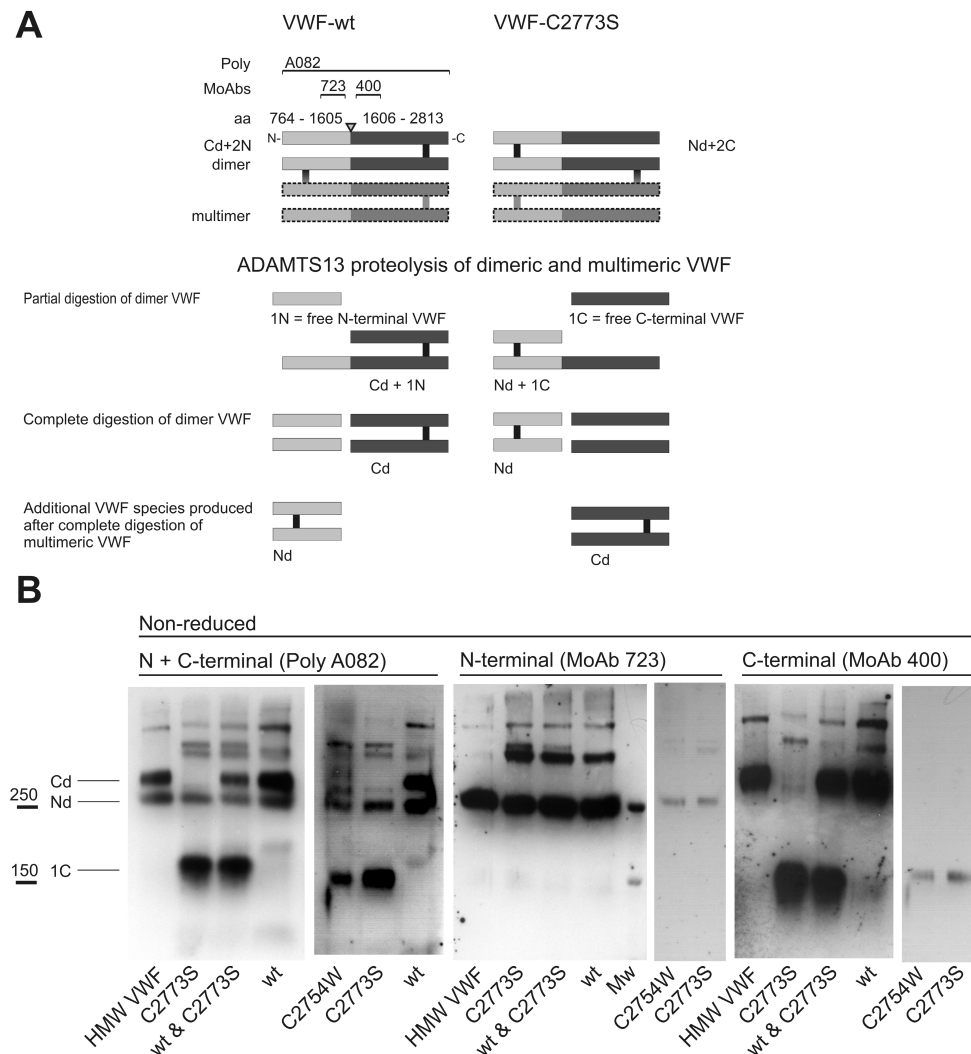 A
VWF-wt
VWF-C2773S
Poly A082
MoAbs 723 400
aa 764 - 1605 1606 - 2813
N- -C
Cd+2N Nd+2C
dimer
multimer
ADAMTS13 proteolysis of dimeric and multimeric VWF
Partial digestion of dimer VWF
1N = free N-terminal VWF
1C = free C-terminal VWF
Cd + 1N
Nd + 1C
Complete digestion of dimer VWF
Cd
Nd
Additional VWF species produced
after complete digestion of
multimeric VWF
Nd
Cd
B
Non-reduced
N + C-terminal (Poly A082)
N-terminal (MoAb 723)
C-terminal (MoAb 400)
Cd
250 Nd
1C
150
HMW VWF
C2773S
wt & C2773S
wt
C2754W
C2773S
wt
HMW VWF
C2773S
wt & C2773S
wt
Mw
C2754W
C2773S
HMW VWF
C2773S
wt & C2773S
wt
C2754W
C2773S